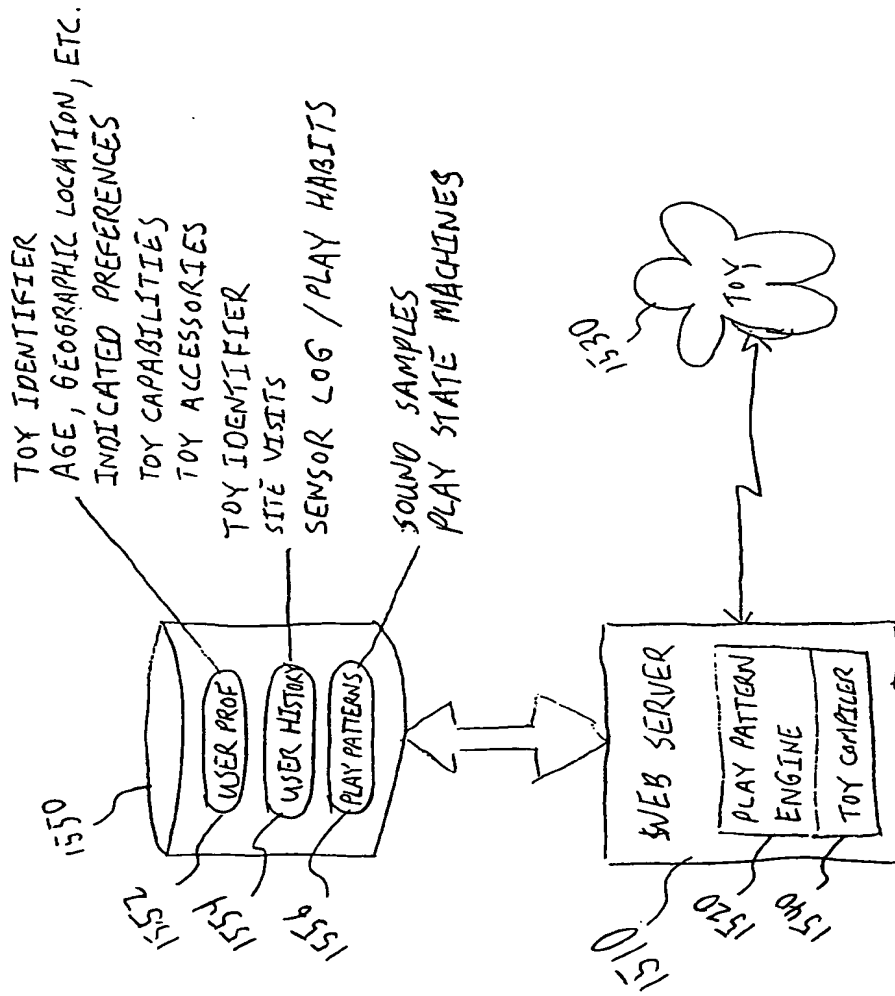 TOY IDENTIFIER
AGE, GEOGRAPHIC LOCATION, ETC.
INDICATED PREFERENCES
TOY CAPABILITIES
TOY ACCESSORIES
TOY IDENTIFIER
SITE VISITS
SENSOR LOG / PLAY HABITS
SOUND SAMPLES
PLAY STATE MACHINES
1550
1552
USER PROF
1554
USER HISTORY
1556
PLAY PATTERNS
1510
WEB SERVER
1520
PLAY PATTERN
ENGINE
1540
TOY COMPILER
1530
TOY